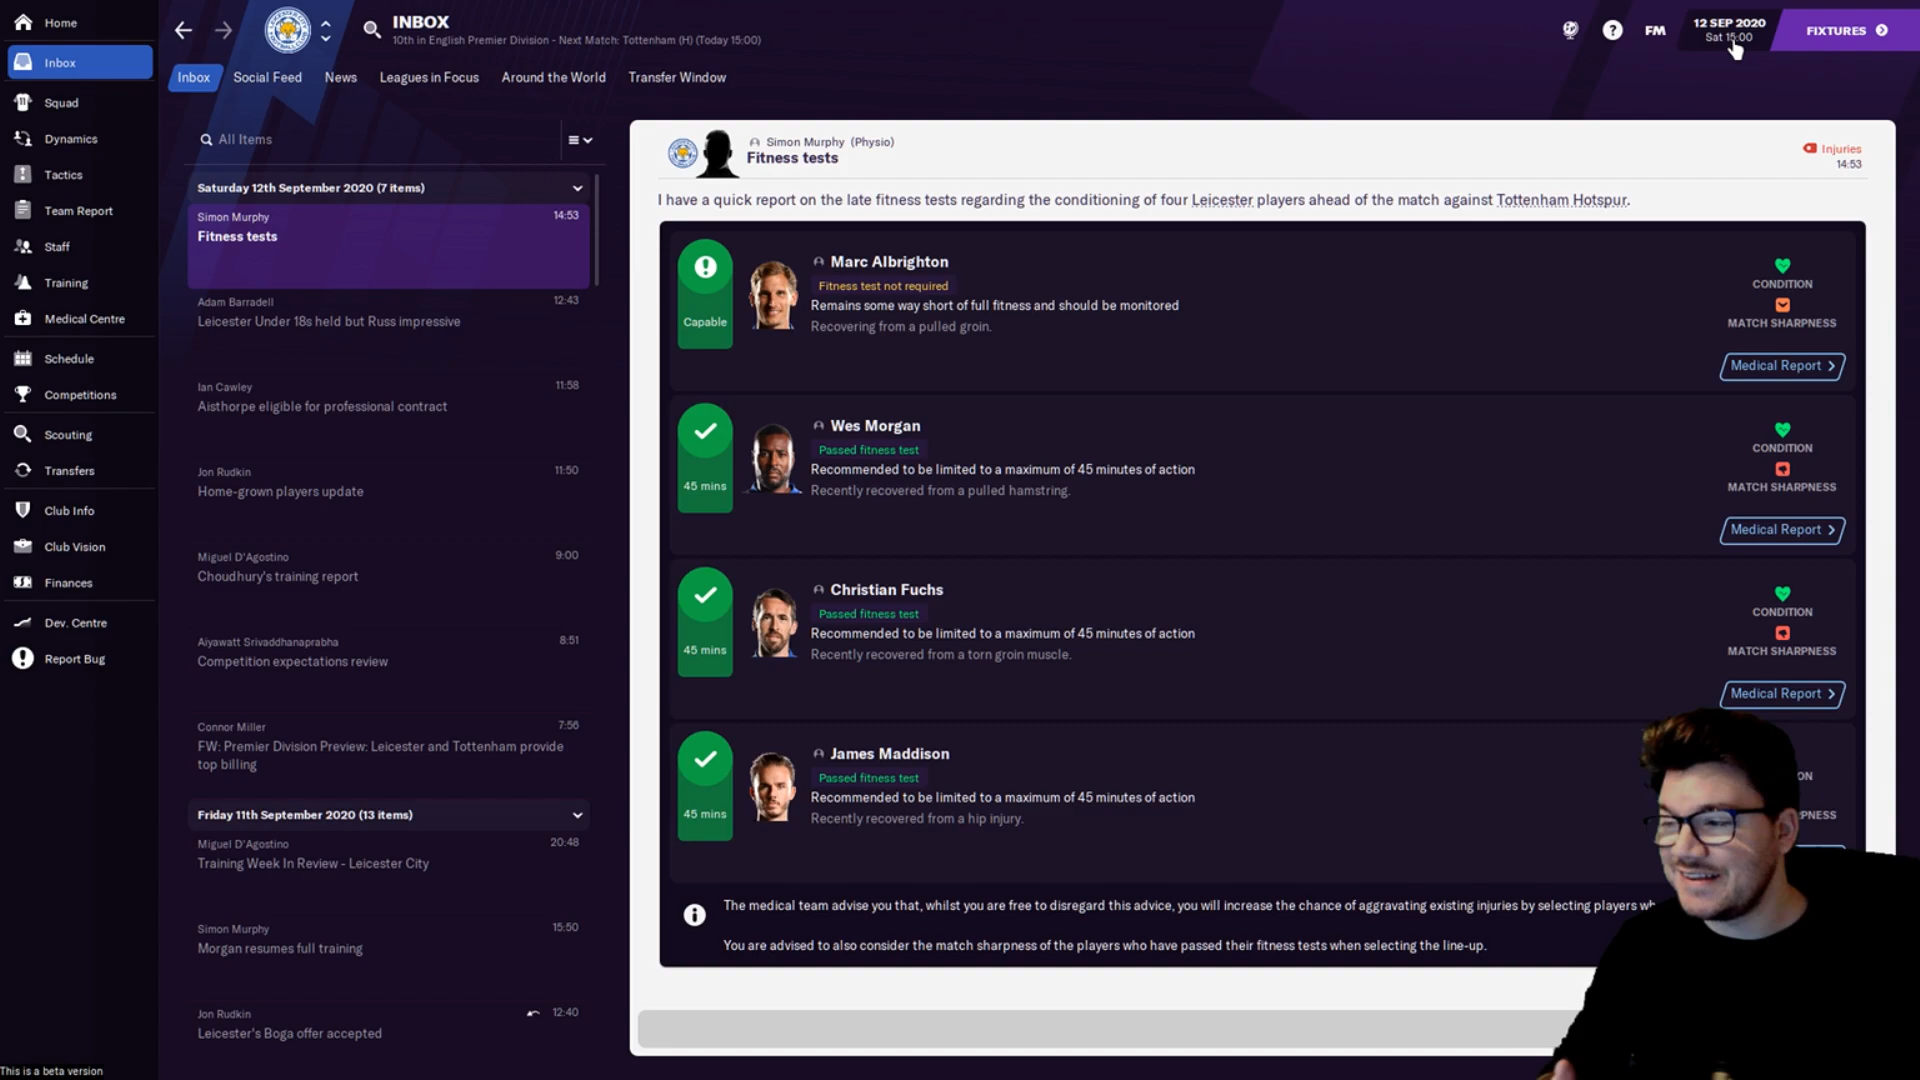 Home
Inbox
Squad
Dynamics
Tactics
Team Report
Staff
Training
Medical Centre
Schedule
Competitions
Scouting
Transfers
Club Info
Club Vision
Finances
Dev. Centre
Report Bug
This is a beta version
INBOX
10th in English Premier Division - Next Match: Tottenham (H) (Today 15:00)
FM
12 SEP 2020
Sat 15:00
FIXTURES
Inbox Social Feed News Leagues in Focus Around the World Transfer Window
All Items
Saturday 12th September 2020 (7 items)
Simon Murphy 14:53
Fitness tests
Adam Barradell 12:43
Leicester Under 18s held but Russ impressive
Ian Cawley 11:58
Aisthorpe eligible for professional contract
Jon Rudkin 11:50
Home-grown players update
Miguel D'Agostino 9:00
Choudhury's training report
Aiyawatt Srivaddhanaprabha 8:51
Competition expectations review
Connor Miller 7:56
FW: Premier Division Preview: Leicester and Tottenham provide
top billing
Friday 11th September 2020 (13 items)
Miguel D'Agostino 20:48
Training Week In Review - Leicester City
Simon Murphy 15:50
Morgan resumes full training
Jon Rudkin 12:40
Leicester's Boga offer accepted
Simon Murphy (Physio)
Fitness tests
Injuries
14:53
I have a quick report on the late fitness tests regarding the conditioning of four Leicester players ahead of the match against Tottenham Hotspur.
Capable
Marc Albrighton
Fitness test not required
Remains some way short of full fitness and should be monitored
Recovering from a pulled groin.
CONDITION
MATCH SHARPNESS
Medical Report
45 mins
Wes Morgan
Passed fitness test
Recommended to be limited to a maximum of 45 minutes of action
Recently recovered from a pulled hamstring.
CONDITION
MATCH SHARPNESS
Medical Report
45 mins
Christian Fuchs
Passed fitness test
Recommended to be limited to a maximum of 45 minutes of action
Recently recovered from a torn groin muscle.
CONDITION
MATCH SHARPNESS
Medical Report
45 mins
James Maddison
Passed fitness test
Recommended to be limited to a maximum of 45 minutes of action
Recently recovered from a hip injury.
The medical team advise you that, whilst you are free to disregard this advice, you will increase the chance of aggravating existing injuries by selecting players
You are advised to also consider the match sharpness of the players who have passed their fitness tests when selecting the line-up.